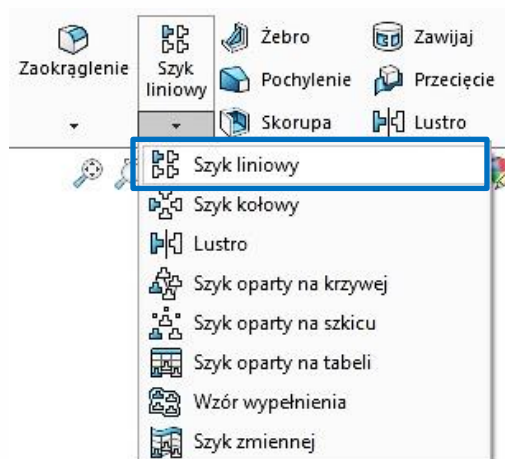 Zaokrąglenie
Szyk
liniowy
Żebro
Zawijaj
Pochylenie
Przecięcie
Skorupa
Lustro
Szyk liniowy
Szyk kołowy
Lustro
Szyk oparty na krzywej
Szyk oparty na szkicu
Szyk oparty na tabeli
Wzór wypełnienia
Szyk zmiennej